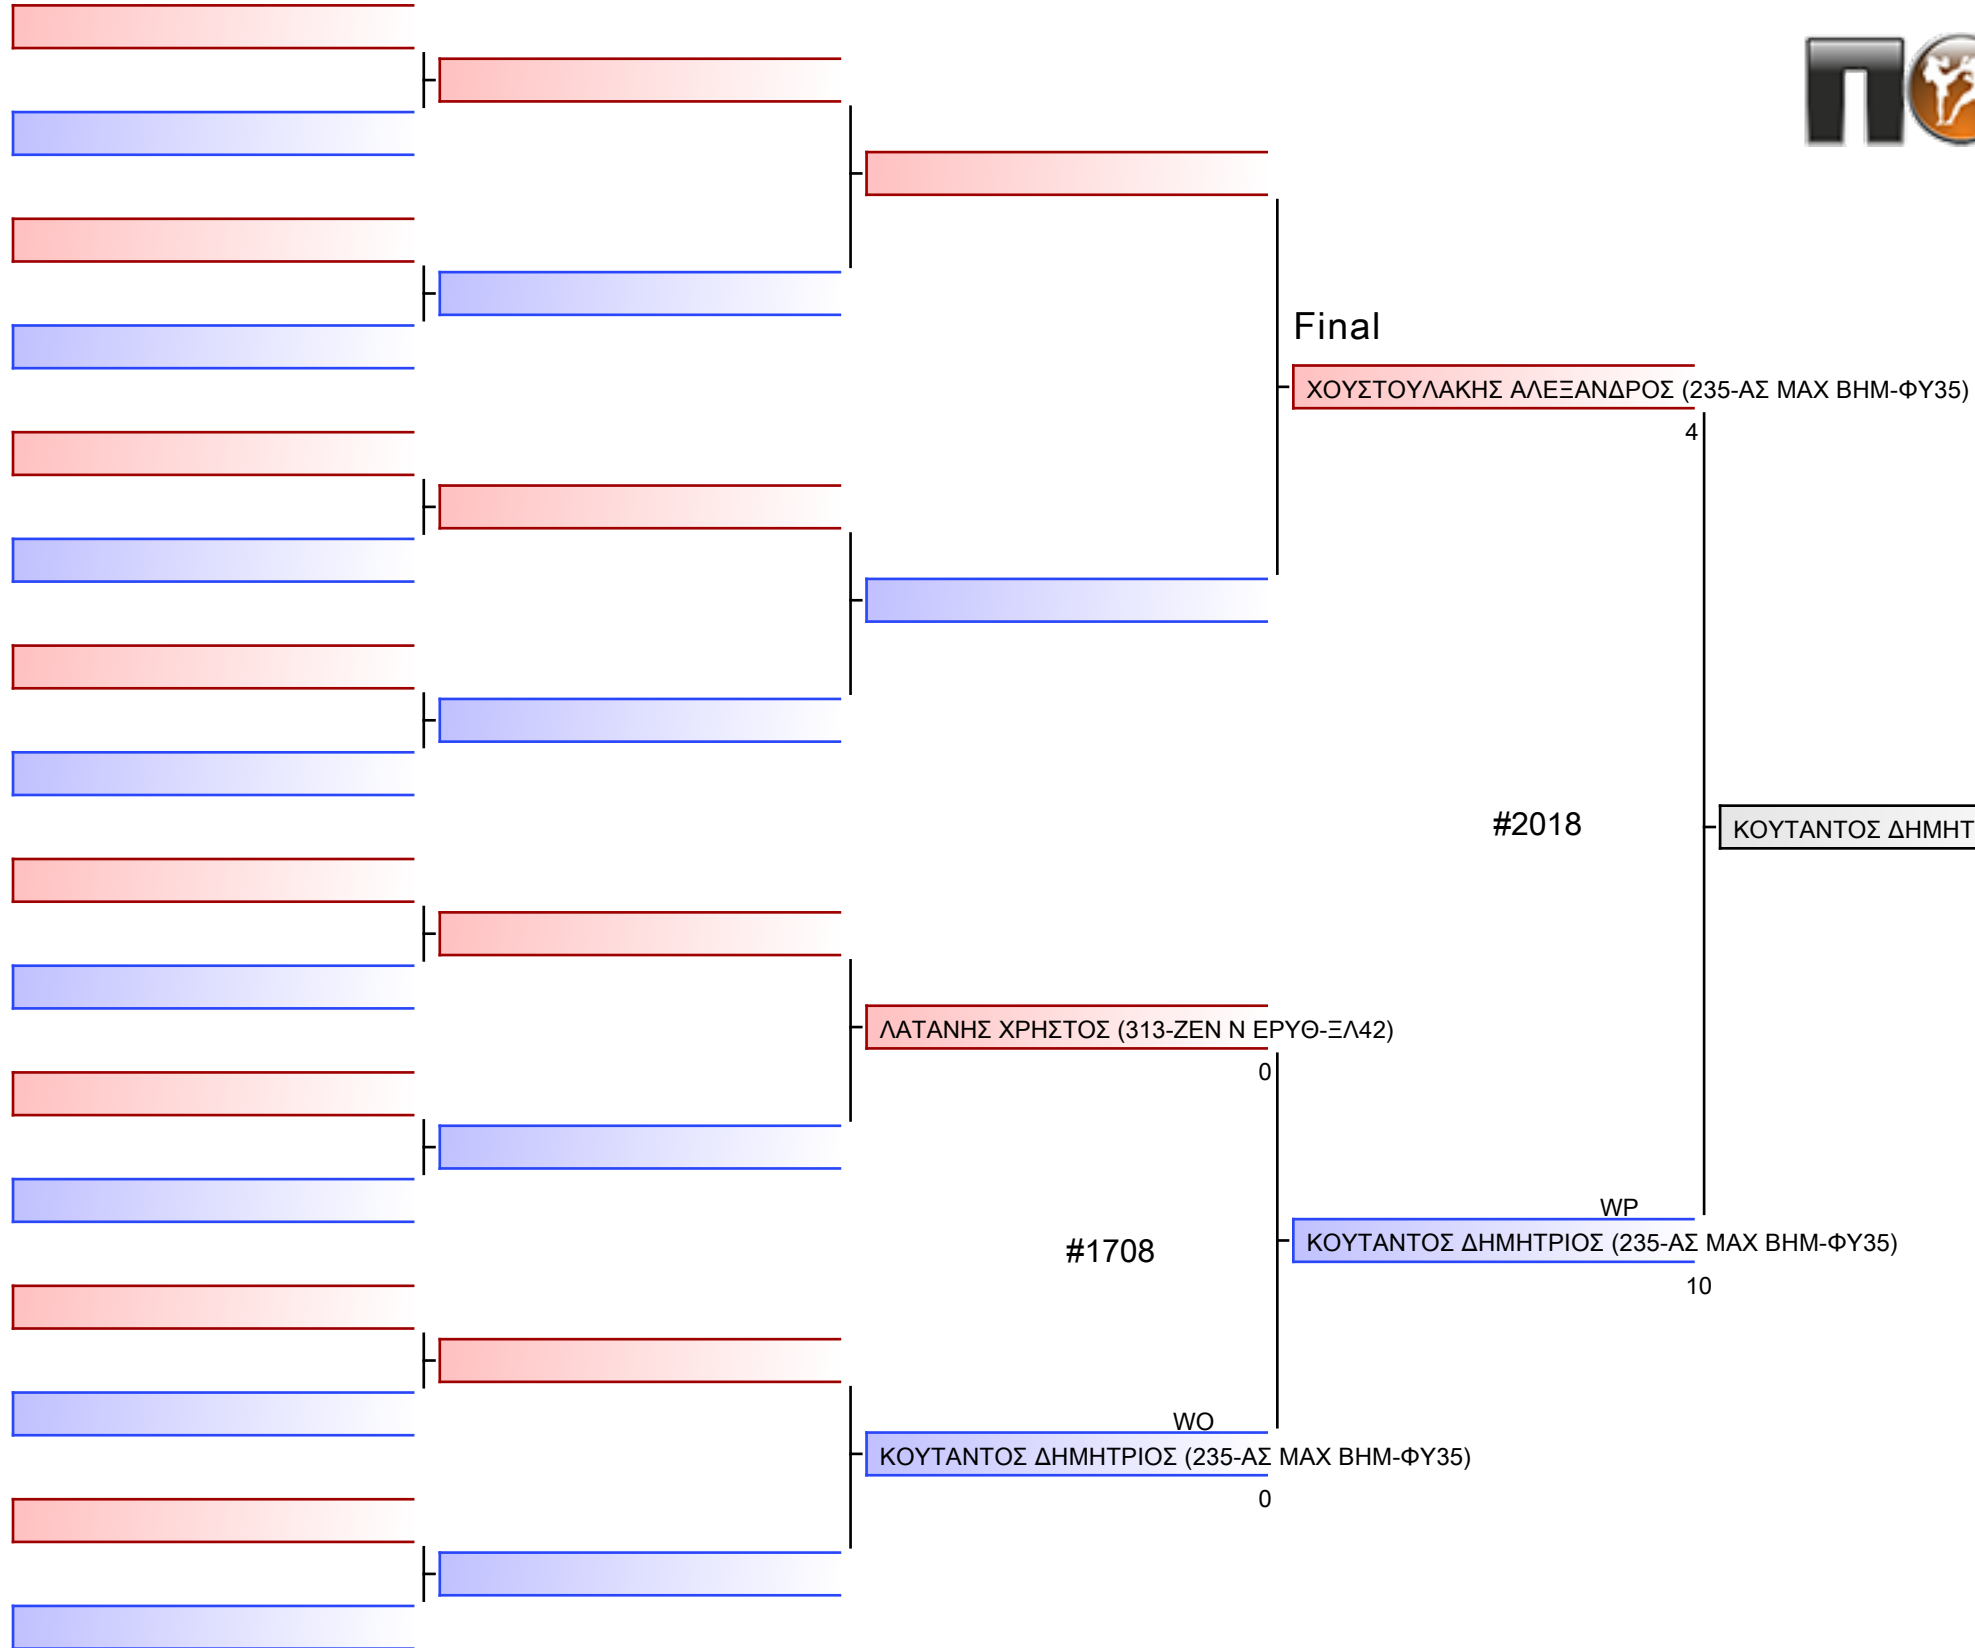 ΠΟ
Final
ΧΟΥΣΤΟΥΛΑΚΗΣ ΑΛΕΞΑΝΔΡΟΣ (235-ΑΣ ΜΑΧ ΒΗΜ-ΦΥ35)
4
#2018
ΚΟΥΤΑΝΤΟΣ ΔΗΜΗΤ
ΛΑΤΑΝΗΣ ΧΡΗΣΤΟΣ (313-ΖΕΝ Ν ΕΡΥΘ-ΞΛ42)
0
WP
#1708
ΚΟΥΤΑΝΤΟΣ ΔΗΜΗΤΡΙΟΣ (235-ΑΣ ΜΑΧ ΒΗΜ-ΦΥ35)
10
WO
ΚΟΥΤΑΝΤΟΣ ΔΗΜΗΤΡΙΟΣ (235-ΑΣ ΜΑΧ ΒΗΜ-ΦΥ35)
0